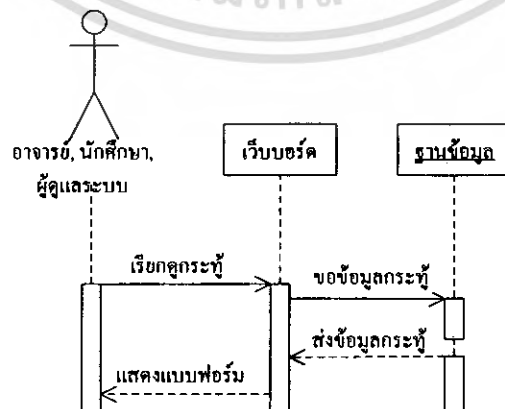 อาจารย์, นักศึกษา,
ผู้ดูแลระบบ
เว็บบอร์ด
ฐานข้อมูล
เรียกดูกระทู้
ขอข้อมูลกระทู้
ส่งข้อมูลกระทู้
แสดงแบบฟอร์ม